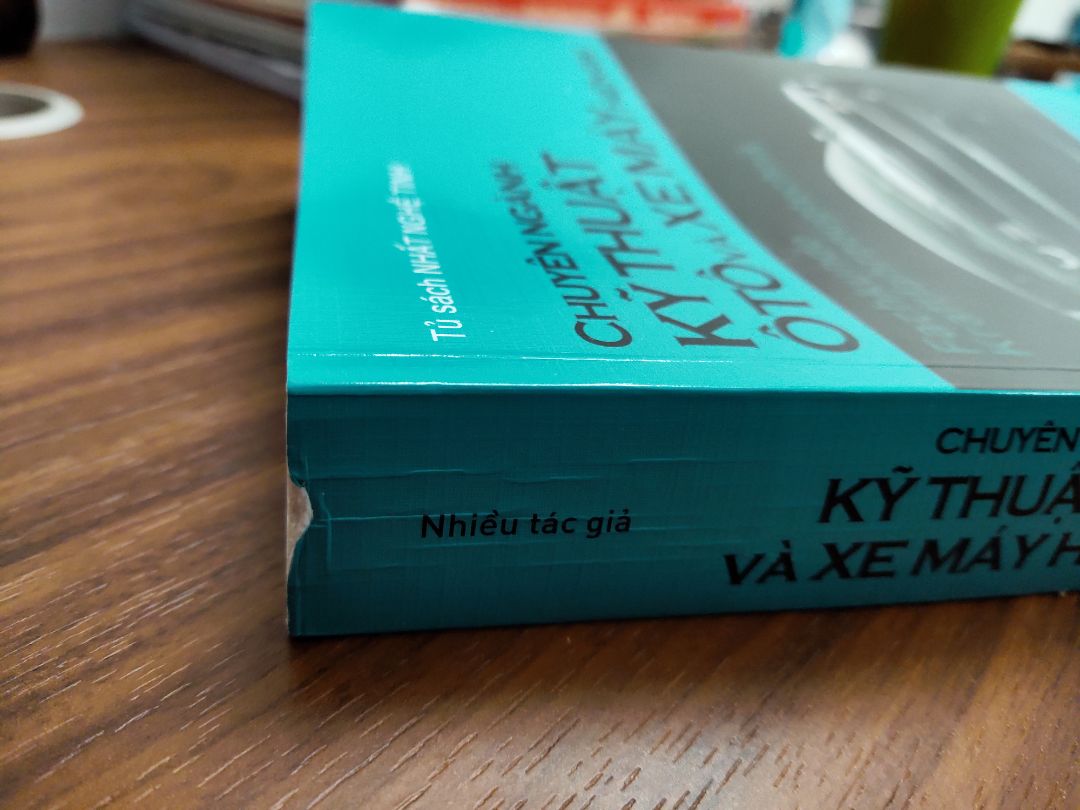 Tủ sách NHẤT NGHỆ TINH
CHUYÊN NGÀNH
KỸ THUẬT
Ô TÔ VÀ XE MÁY
Nhiều tác giả
CHUYÊN
KỸ THUẬ
VÀ XE MÁY H